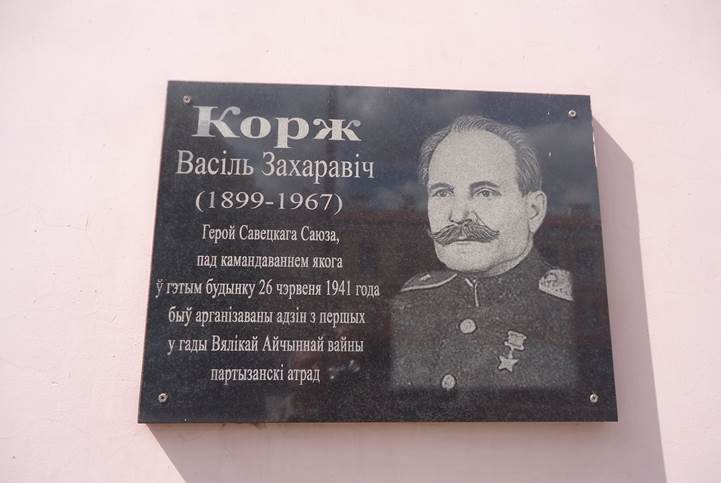 Корж
Васіль Захаравіч
(1899-1967)
Герой Савецкага Саюза,
пад камандаваннем якога
ў гэтым будынку 26 чэрвеня 1941 года
быў арганізаваны адзін з першых
у гады Вялікай Айчыннай вайны
партызанскі атрад